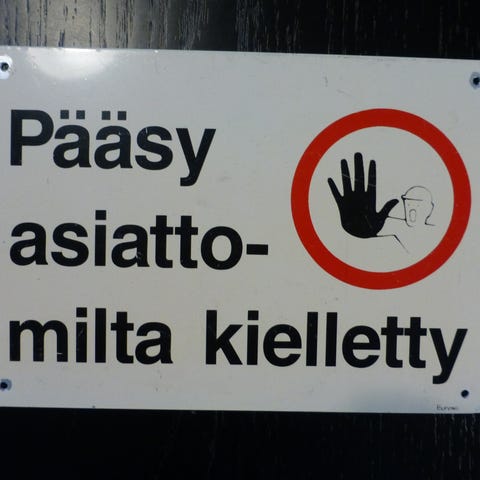 Pääsy
asiatto-
milta kielletty